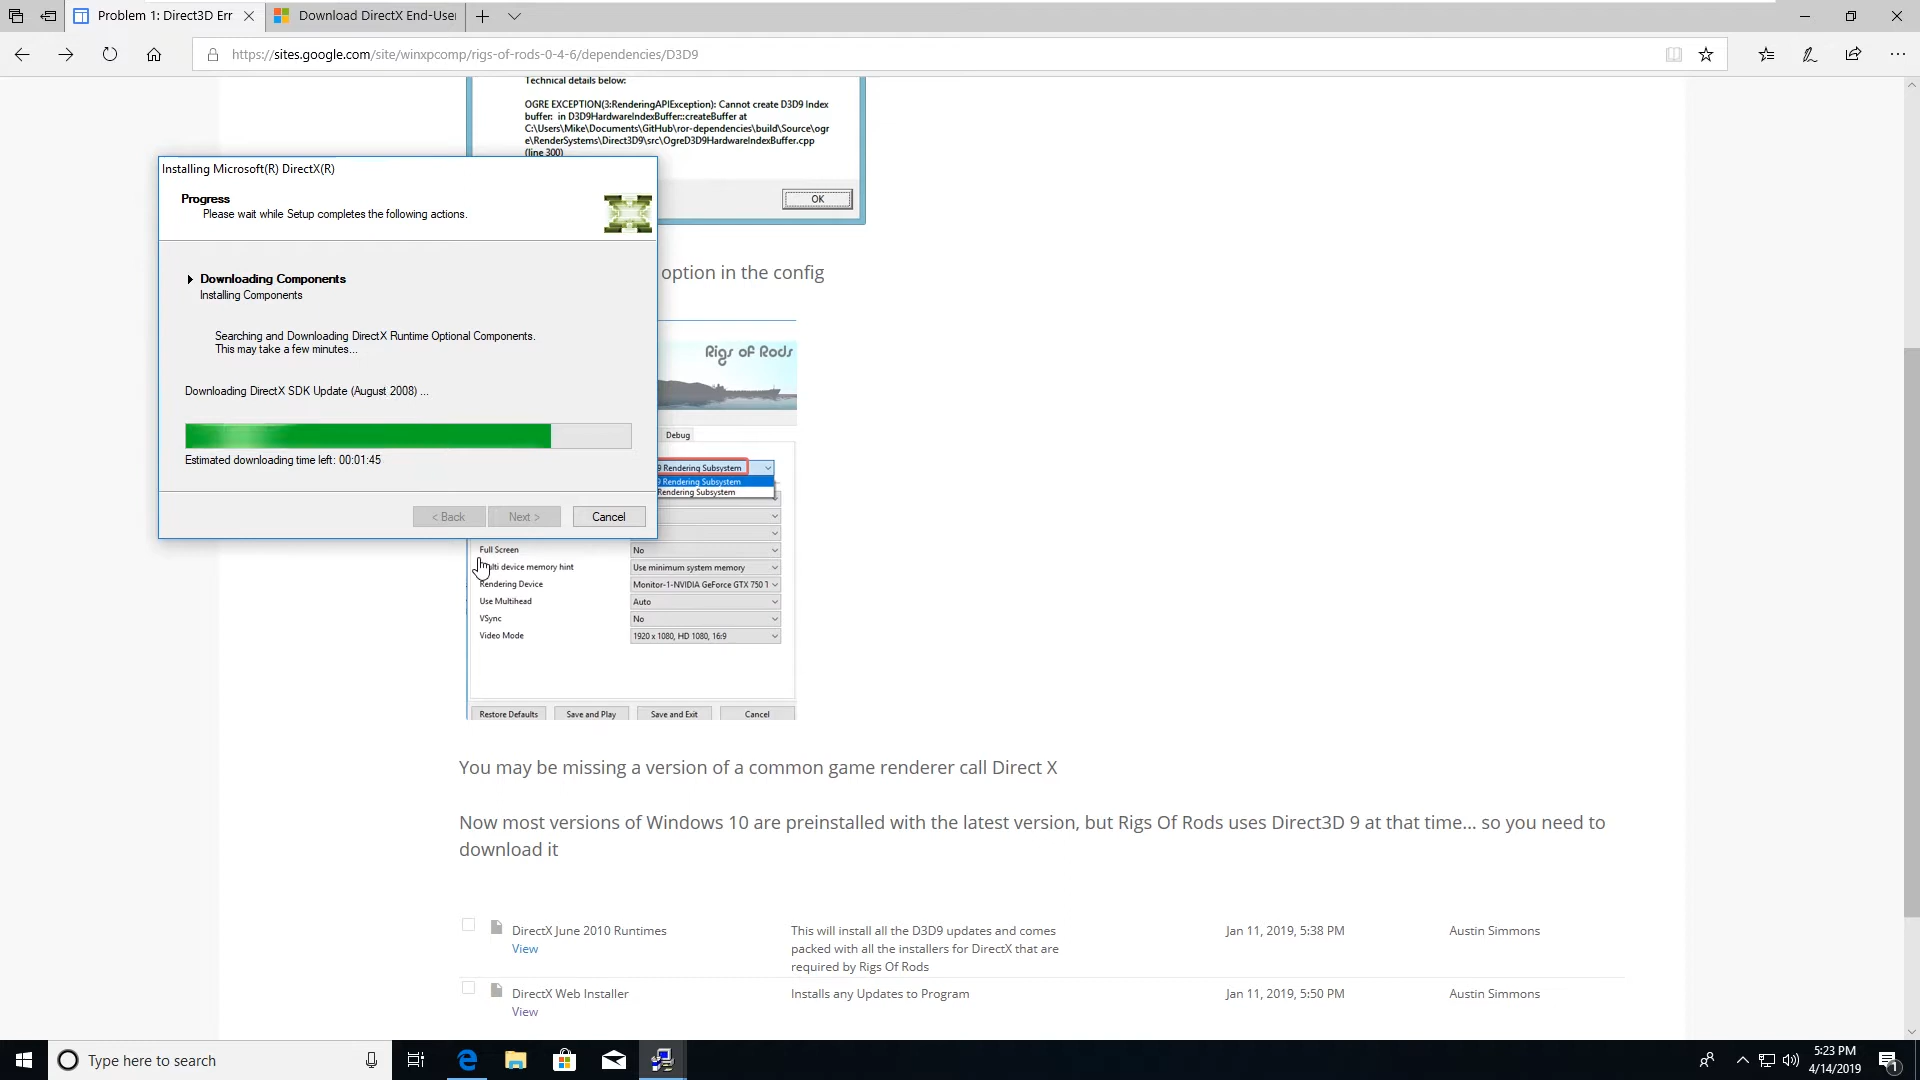 Problem 1: Direct3D Err
Download DirectX End-User
https://sites.google.com/site/winxpcomp/rigs-of-rods-0-4-6/dependencies/D3D9
Technical details below:
OGRE EXCEPTION(3:RenderingAPIException): Cannot create D3D9 Index
buffer: in D3D9HardwareIndexBuffer::createBuffer at
C:\Users\Mike\Documents\GitHub\ror-dependencies\build\Source\ogr
e\RenderSystems\Direct3D9\src\OgreD3D9HardwareIndexBuffer.cpp
(line 300)
OK
Installing Microsoft(R) DirectX(R)
Progress
Please wait while Setup completes the following actions.
Downloading Components
Installing Components
Searching and Downloading DirectX Runtime Optional Components.
This may take a few minutes...
Downloading DirectX SDK Update (August 2008) ...
Estimated downloading time left: 00:01:45
< Back
Next >
Cancel
option in the config
Rigs of Rods
Debug
9 Rendering Subsystem
9 Rendering Subsystem
Rendering Subsystem
Full Screen
No
device memory hint
Use minimum system memory
Rendering Device
Monitor-1-NVIDIA GeForce GTX 750 T
Use Multihead
Auto
VSync
No
Video Mode
1920 x 1080, HD 1080, 16:9
Restore Defaults
Save and Play
Save and Exit
Cancel
You may be missing a version of a common game renderer call Direct X
Now most versions of Windows 10 are preinstalled with the latest version, but Rigs Of Rods uses Direct3D 9 at that time... so you need to
download it
DirectX June 2010 Runtimes
View
This will install all the D3D9 updates and comes
packed with all the installers for DirectX that are
required by Rigs Of Rods
Jan 11, 2019, 5:38 PM
Austin Simmons
DirectX Web Installer
View
Installs any Updates to Program
Jan 11, 2019, 5:50 PM
Austin Simmons
Type here to search
5:23 PM
4/14/2019
1